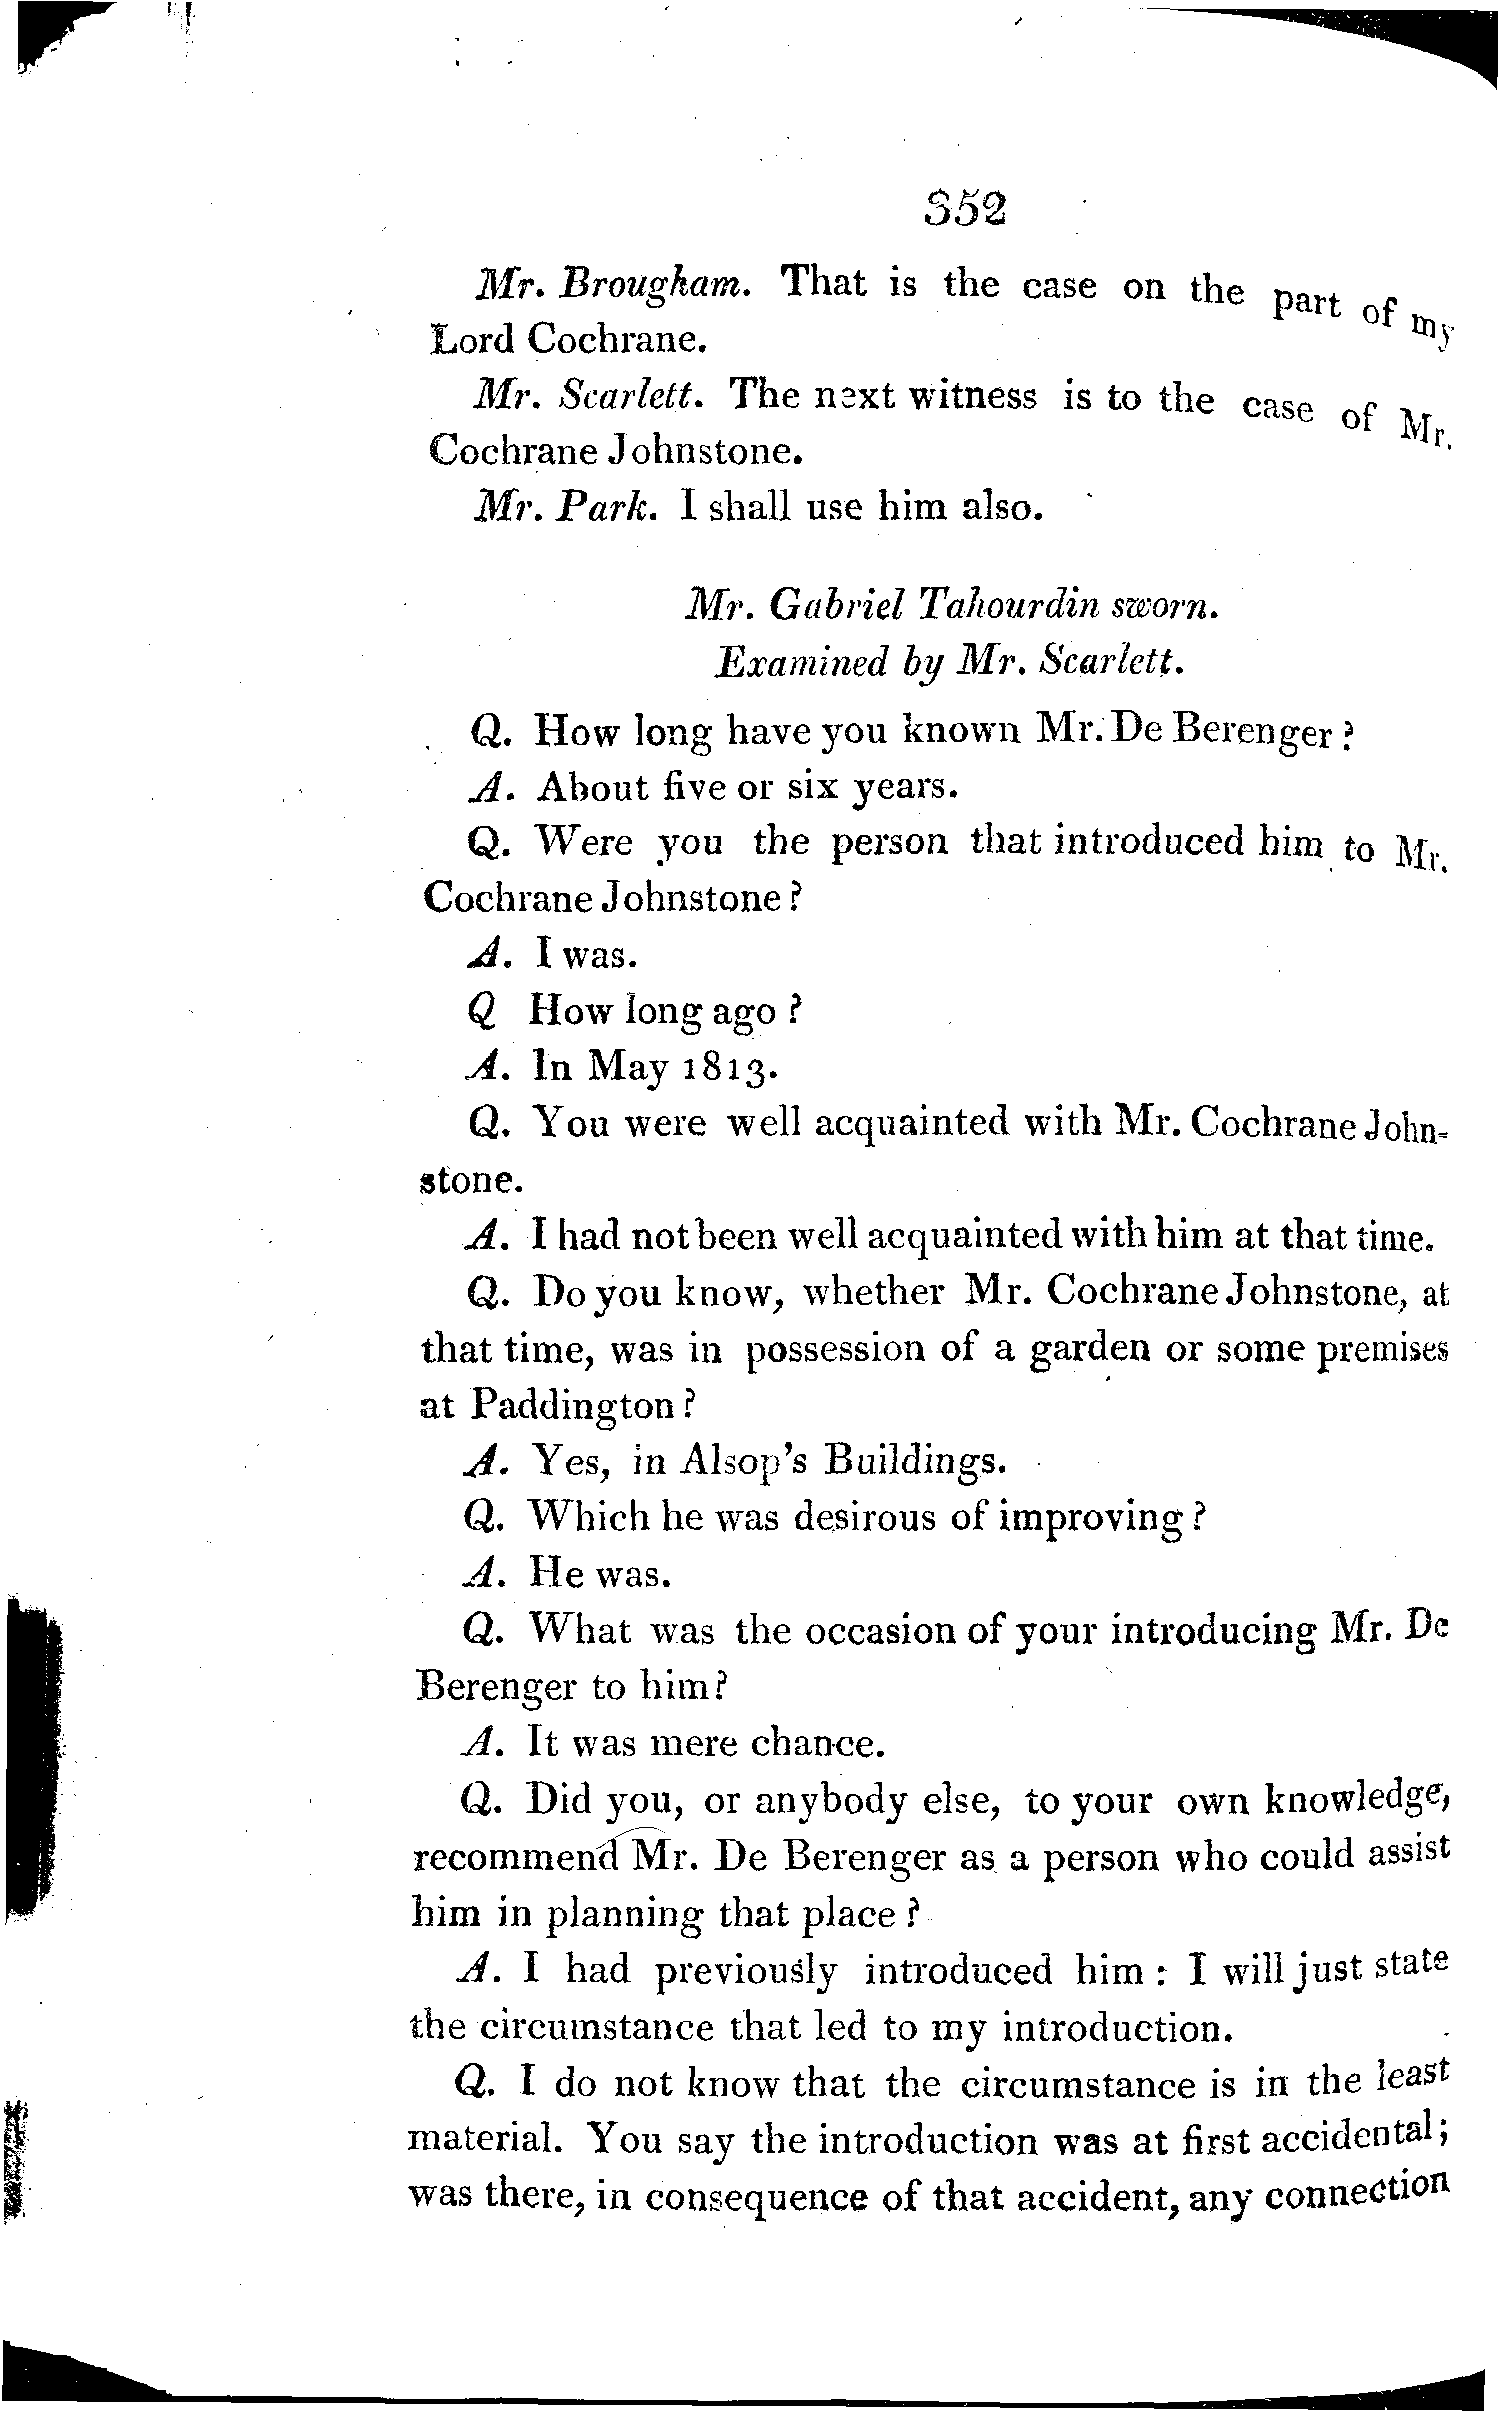 352
Mr. Brougham. That is the case on the part of my
Lord Cochrane.
Mr. Scarlett. The next witness is to the case of Mr.
Cochrane Johnstone.
Mr. Park. I shall use him also.
Mr. Gabriel Tahourdin sworn.
Examined by Mr. Scarlett.
Q. How long have you known Mr. De Berenger?
A. About five or six years.
Q. Were you the person that introduced him to Mr.
Cochrane Johnstone?
A. I was.
Q How long ago?
A. In May 1813.
Q. You were well acquainted with Mr. Cochrane John-
stone.
A. I had not been well acquainted with him at that time.
Q. Do you know, whether Mr. Cochrane Johnstone, at
that time, was in possession of a garden or some premises
at Paddington?
A. Yes, in Alsop's Buildings.
Q. Which he was desirous of improving?
A. He was.
Q. What was the occasion of your introducing Mr. De
Berenger to him?
A. It was mere chance.
Q. Did you, or anybody else, to your own knowledge,
recommend Mr. De Berenger as a person who could assist
him in planning that place?
A. I had previously introduced him: I will just state
the circumstance that led to my introduction.
Q. I do not know that the circumstance is in the least
material. You say the introduction was at first accidental;
was there, in consequence of that accident, any connection